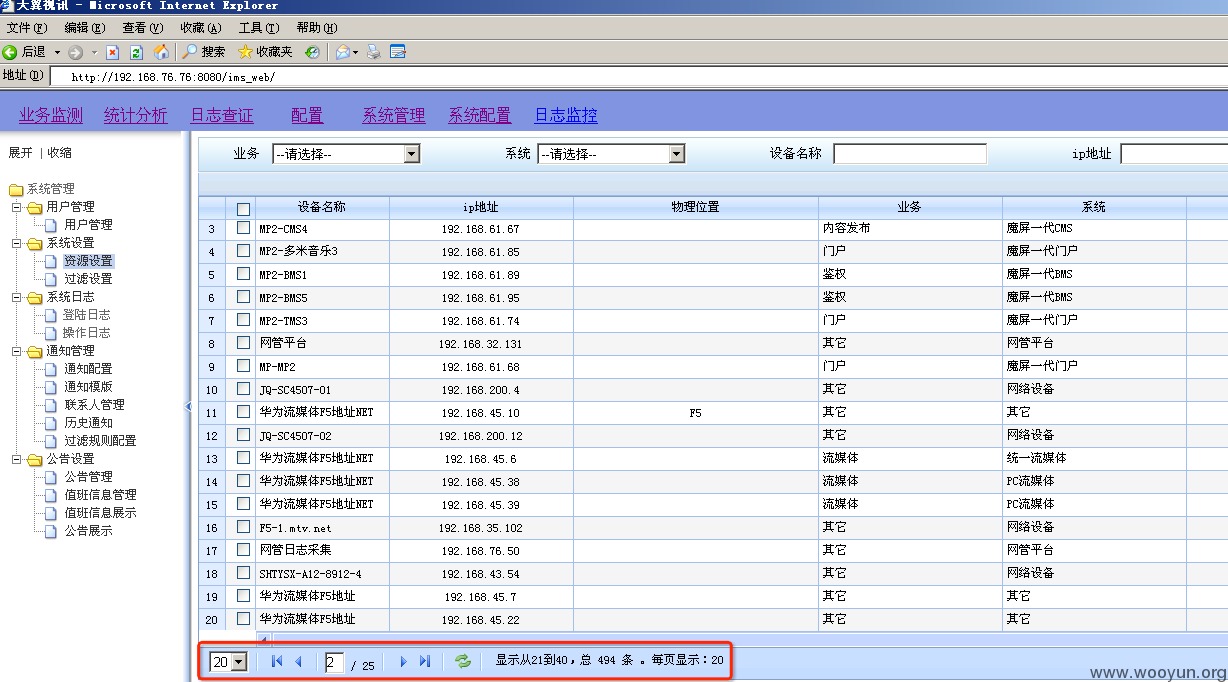 天翼视讯 - Microsoft Internet Explorer
文件(F) 编辑(E) 查看(V) 收藏(A) 工具(T) 帮助(H)
后退 搜索 收藏夹
地址(D) http://192.168.76.76:8080/ims_web/
业务监测 统计分析 日志查证 配置 系统管理 系统配置 日志监控
展开 | 收缩
系统管理
用户管理
用户管理
系统设置
资源设置
过滤设置
系统日志
登陆日志
操作日志
通知管理
通知配置
通知模版
联系人管理
历史通知
过滤规则配置
公告设置
公告管理
值班信息管理
值班信息展示
公告展示
业务 --请选择-- 系统 --请选择-- 设备名称 ip地址
设备名称 ip地址 物理位置 业务 系统
3 MP2-CMS4 192.168.61.67 内容发布 魔屏一代CMS
4 MP2-多米音乐3 192.168.61.85 门户 魔屏一代门户
5 MP2-BMS1 192.168.61.89 鉴权 魔屏一代BMS
6 MP2-BMS5 192.168.61.95 鉴权 魔屏一代BMS
7 MP2-TMS3 192.168.61.74 门户 魔屏一代门户
8 网管平台 192.168.32.131 其它 网管平台
9 MP-MP2 192.168.61.68 门户 魔屏一代门户
10 JQ-SC4507-01 192.168.200.4 其它 网络设备
11 华为流媒体F5地址NET 192.168.45.10 F5 其它 其它
12 JQ-SC4507-02 192.168.200.12 其它 网络设备
13 华为流媒体F5地址NET 192.168.45.6 流媒体 统一流媒体
14 华为流媒体F5地址NET 192.168.45.38 流媒体 PC流媒体
15 华为流媒体F5地址NET 192.168.45.39 流媒体 PC流媒体
16 F5-1.mtv.net 192.168.35.102 其它 网络设备
17 网管日志采集 192.168.76.50 其它 网管平台
18 SHTYSX-A12-8912-4 192.168.43.54 其它 网络设备
19 华为流媒体F5地址 192.168.45.7 其它 其它
20 华为流媒体F5地址 192.168.45.22 其它 其它
20 2 / 25 显示从21到40，总 494 条 。每页显示：20
www.wooyun.org